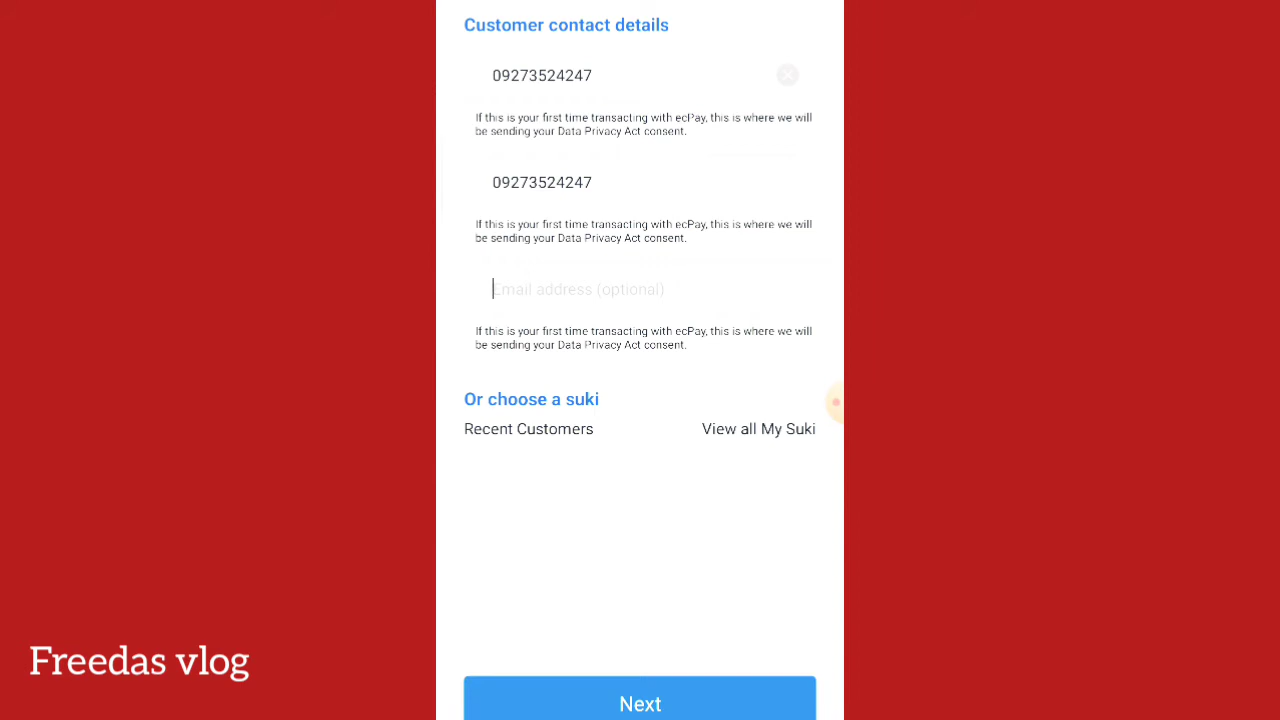 Customer contact details
09273524247
If this is your first time transacting with ecPay, this is where we will
be sending your Data Privacy Act consent.
09273524247
If this is your first time transacting with ecPay, this is where we will
be sending your Data Privacy Act consent.
Email address (optional)
If this is your first time transacting with ecPay, this is where we will
be sending your Data Privacy Act consent.
Or choose a suki
Recent Customers View all My Suki
Freedas vlog
Next